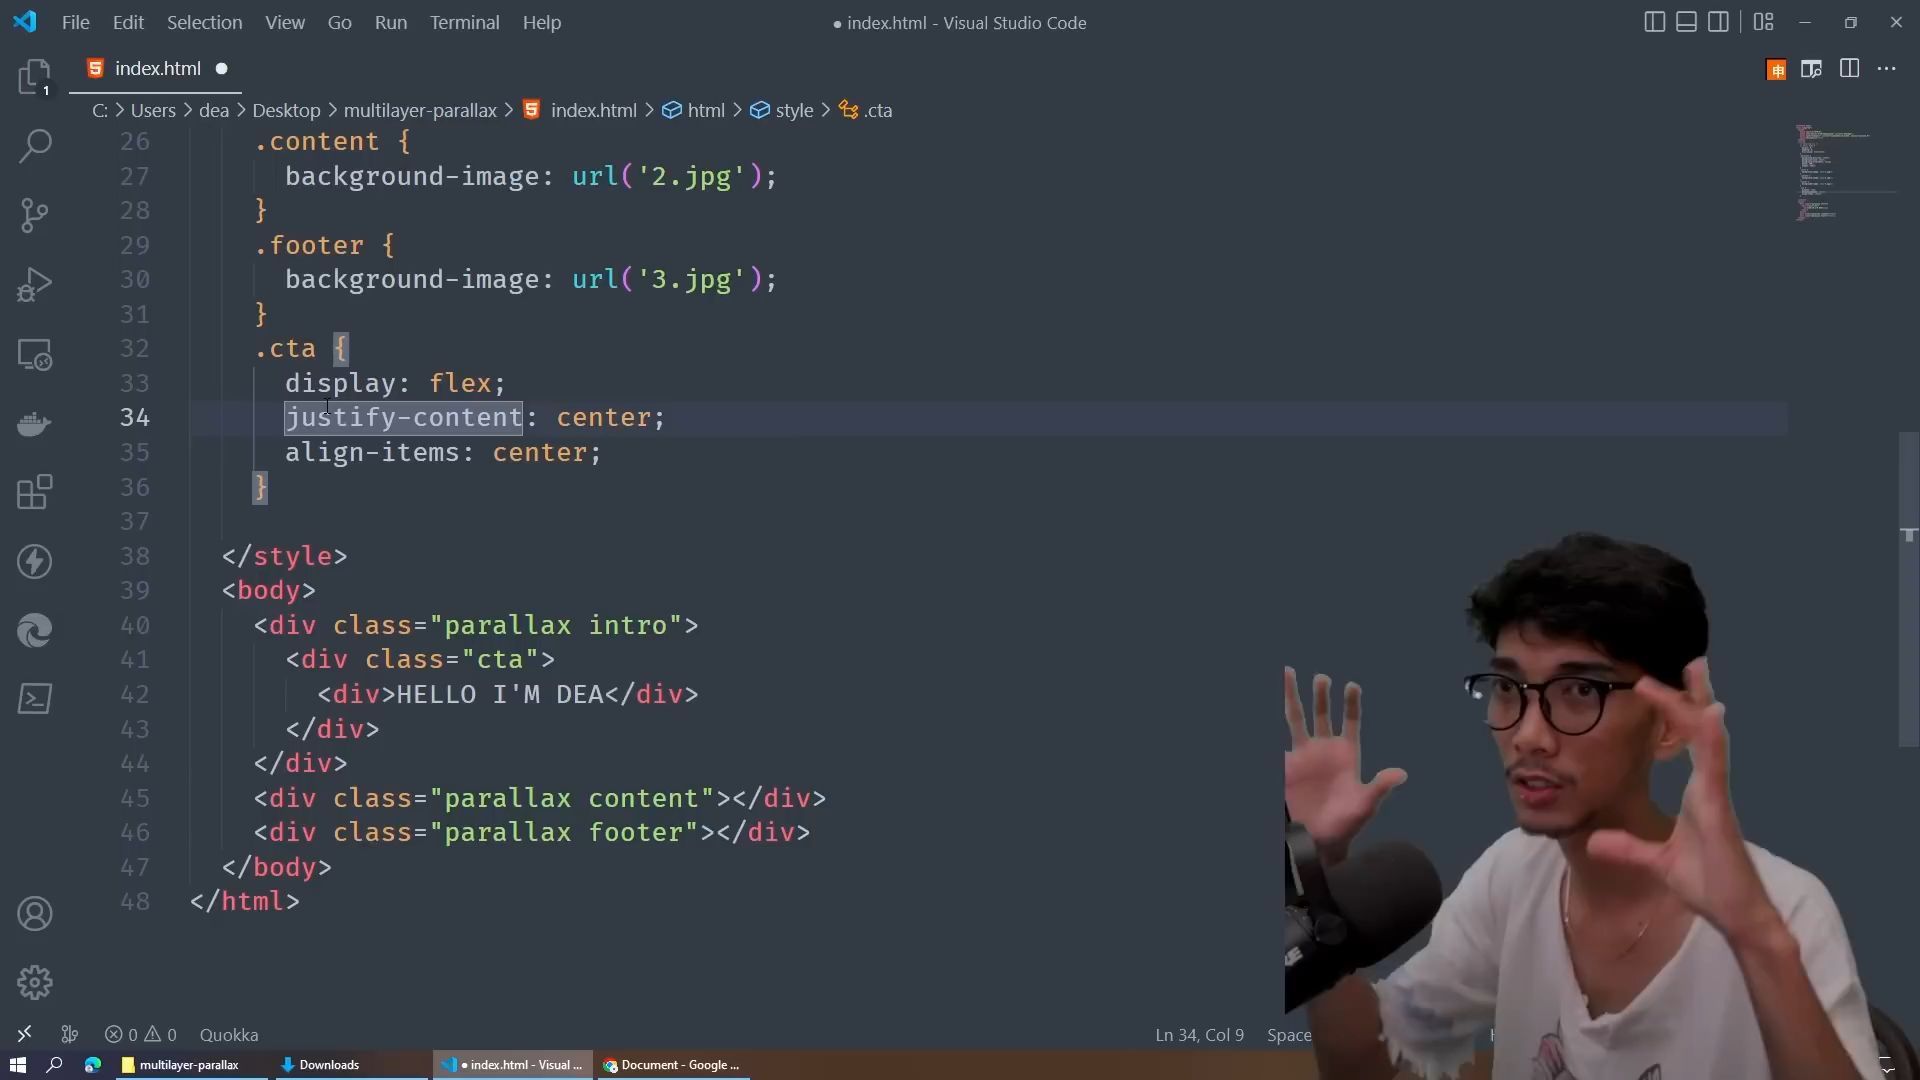 File Edit Selection View Go Run Terminal Help
● index.html - Visual Studio Code
index.html
1
C: > Users > dea > Desktop > multilayer-parallax > index.html > html > style > .cta
26 .content {
27 background-image: url('2.jpg');
28 }
29 .footer {
30 background-image: url('3.jpg');
31 }
32 .cta {
33 display: flex;
34 justify-content: center;
35 align-items: center;
36 }
37
38 </style>
39 <body>
40 <div class="parallax intro">
41 <div class="cta">
42 <div>HELLO I'M DEA</div>
43 </div>
44 </div>
45 <div class="parallax content"></div>
46 <div class="parallax footer"></div>
47 </body>
48 </html>
0 0 Quokka
Ln 34, Col 9 Space
multilayer-parallax Downloads ● index.html - Visual ... Document - Google ...